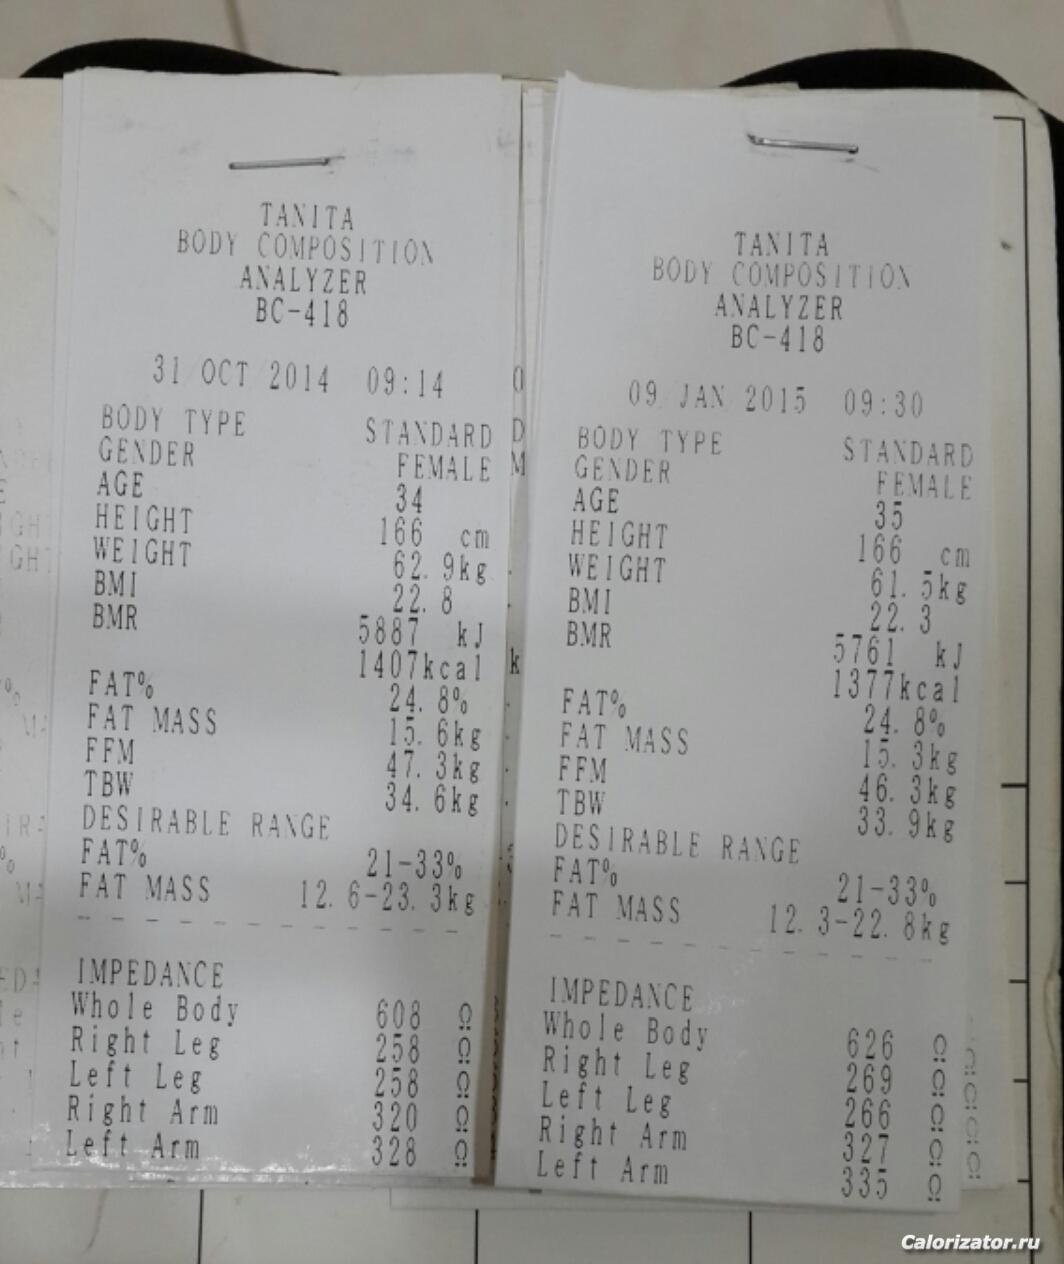 TANITA
BODY COMPOSITION
ANALYZER
BC-418
31 OCT 2014 09:14
BODY TYPE STANDARD
GENDER FEMALE
AGE 34
HEIGHT 166 cm
WEIGHT 62.9kg
BMI 22.8
BMR 5887 kJ
1407kcal
FAT% 24.8%
FAT MASS 15.6kg
FFM 47.3kg
TBW 34.6kg
DESIRABLE RANGE
FAT% 21-33%
FAT MASS 12.6-23.3kg
IMPEDANCE
Whole Body 608 Ω
Right Leg 258 Ω
Left Leg 258 Ω
Right Arm 320 Ω
Left Arm 328 Ω
TANITA
BODY COMPOSITION
ANALYZER
BC-418
09 JAN 2015 09:30
BODY TYPE STANDARD
GENDER FEMALE
AGE 35
HEIGHT 166 cm
WEIGHT 61.5kg
BMI 22.3
BMR 5761 kJ
1377kcal
FAT% 24.8%
FAT MASS 15.3kg
FFM 46.3kg
TBW 33.9kg
DESIRABLE RANGE
FAT% 21-33%
FAT MASS 12.3-22.8kg
IMPEDANCE
Whole Body 626 Ω
Right Leg 269 Ω
Left Leg 266 Ω
Right Arm 327 Ω
Left Arm 335 Ω
Calorizator.ru